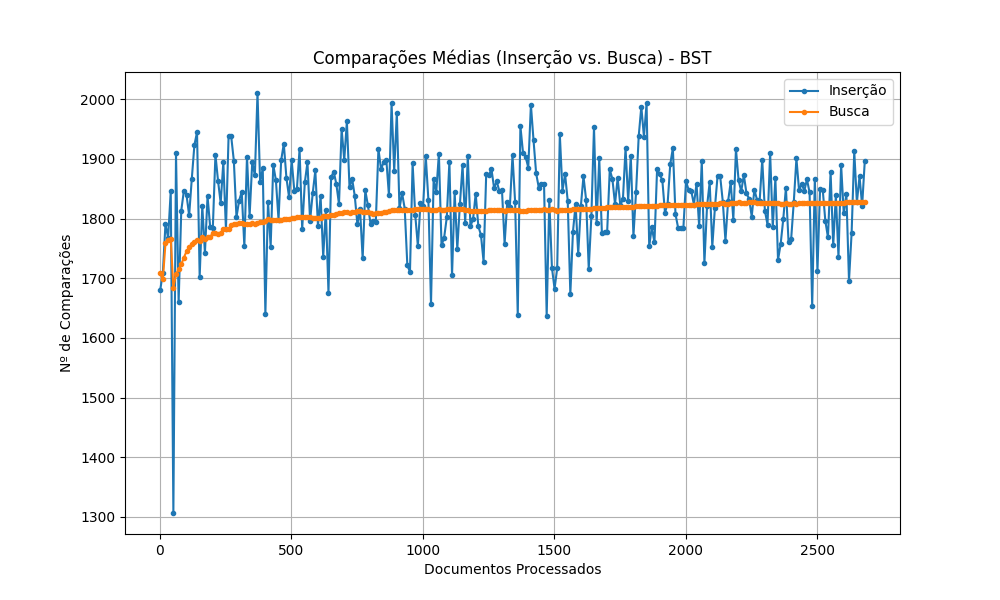 Comparações Médias (Inserção vs. Busca) - BST
Inserção
Busca
Nº de Comparações
2000
1900
1800
1700
1600
1500
1400
1300
0 500 1000 1500 2000 2500
Documentos Processados